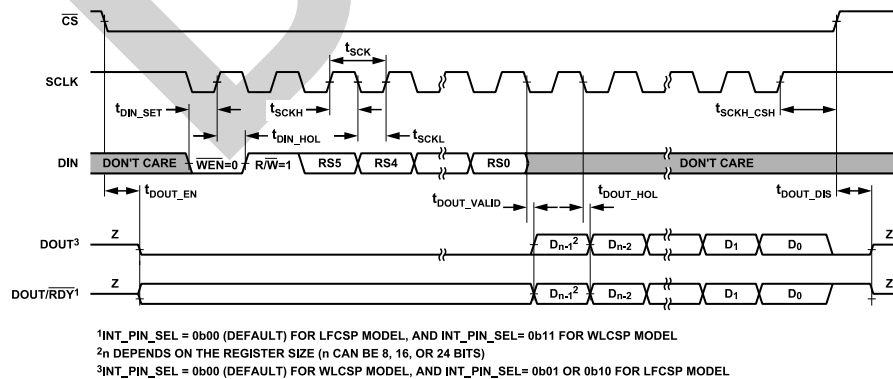 CS
tSCK
SCLK
tDIN_SET
tSCKH
tDIN_HOL
tSCKL
tSCKH_CSH
DIN
DON'T CARE
WEN=0
R/W=1
RS5
RS4
RS0
DON'T CARE
tDOUT_EN
tDOUT_VALID
tDOUT_HOL
tDOUT_DIS
DOUT3
Z
Dn-12
Dn-2
D1
D0
Z
DOUT/RDY1
Z
Dn-12
Dn-2
D1
D0
Z
1INT_PIN_SEL = 0b00 (DEFAULT) FOR LFCSP MODEL, AND INT_PIN_SEL= 0b11 FOR WLCSP MODEL
2n DEPENDS ON THE REGISTER SIZE (n CAN BE 8, 16, OR 24 BITS)
3INT_PIN_SEL = 0b00 (DEFAULT) FOR WLCSP MODEL, AND INT_PIN_SEL= 0b01 OR 0b10 FOR LFCSP MODEL